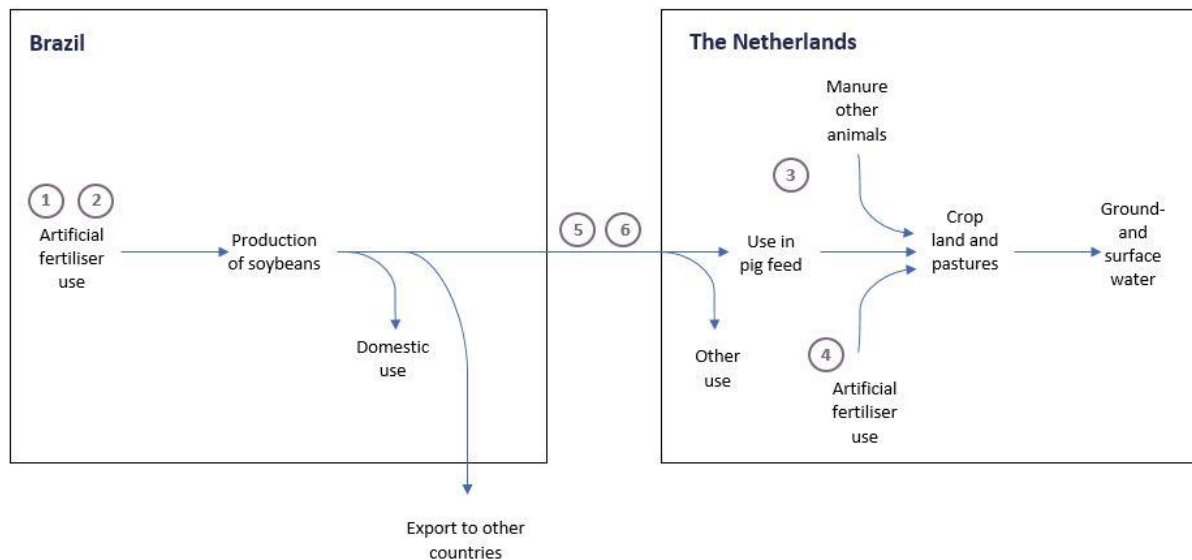 Brazil
1 2
Artificial
fertiliser
use
Production
of soybeans
Domestic
use
Export to other
countries
5 6
The Netherlands
Manure
other
animals
3
Use in
pig feed
Other
use
4
Artificial
fertiliser
use
Crop
land and
pastures
Ground-
and
surface
water